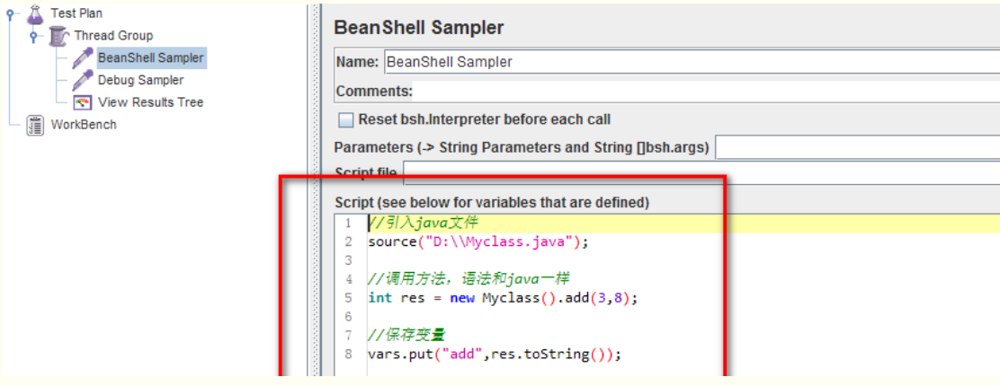 Test Plan
Thread Group
BeanShell Sampler
Debug Sampler
View Results Tree
WorkBench
BeanShell Sampler
Name: BeanShell Sampler
Comments:
Reset bsh.Interpreter before each call
Parameters (-> String Parameters and String []bsh.args)
Script file
Script (see below for variables that are defined)
1 //引入java文件
2 source("D:\\Myclass.java");
3
4 //调用方法，语法和java一样
5 int res = new Myclass().add(3,8);
6
7 //保存变量
8 vars.put("add",res.toString());